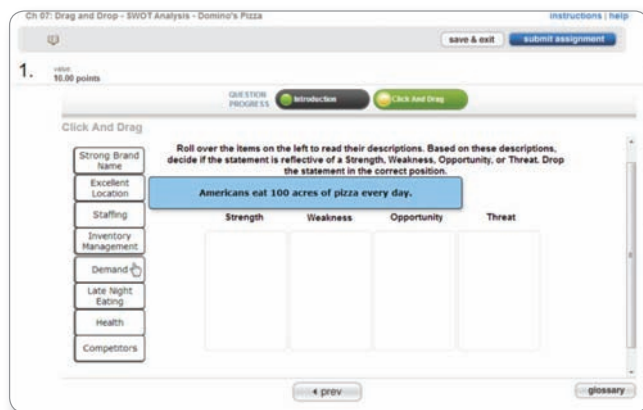 Ch 07: Drag and Drop - SWOT Analysis - Domino's Pizza
instructions | help
save & exit
submit assignment
1.
value:
10.00 points
QUESTION
PROGRESS
Introduction
Click And Drag
Click And Drag
Roll over the items on the left to read their descriptions. Based on these descriptions,
decide if the statement is reflective of a Strength, Weakness, Opportunity, or Threat. Drop
the statement in the correct position.
Americans eat 100 acres of pizza every day.
Strong Brand
Name
Excellent
Location
Staffing
Inventory
Management
Demand
Late Night
Eating
Health
Competitors
Strength
Weakness
Opportunity
Threat
prev
glossary